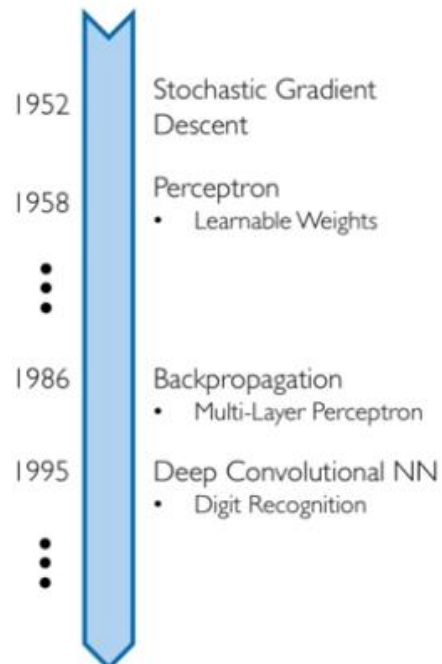 1952 Stochastic Gradient
Descent
1958 Perceptron
• Learnable Weights
1986 Backpropagation
• Multi-Layer Perceptron
1995 Deep Convolutional NN
• Digit Recognition